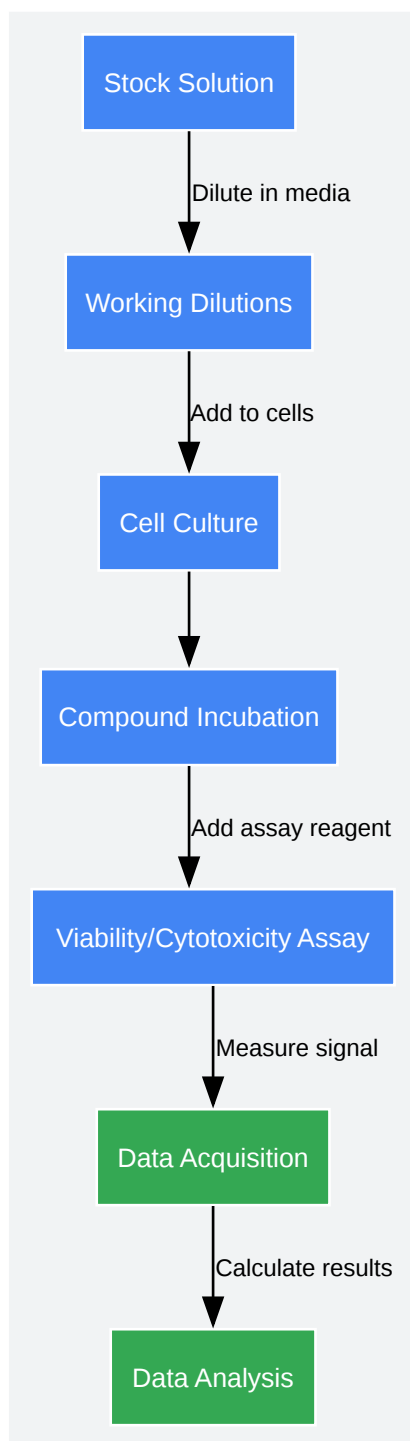 Stock Solution
Dilute in media
Working Dilutions
Add to cells
Cell Culture
Compound Incubation
Add assay reagent
Viability/Cytotoxicity Assay
Measure signal
Data Acquisition
Calculate results
Data Analysis